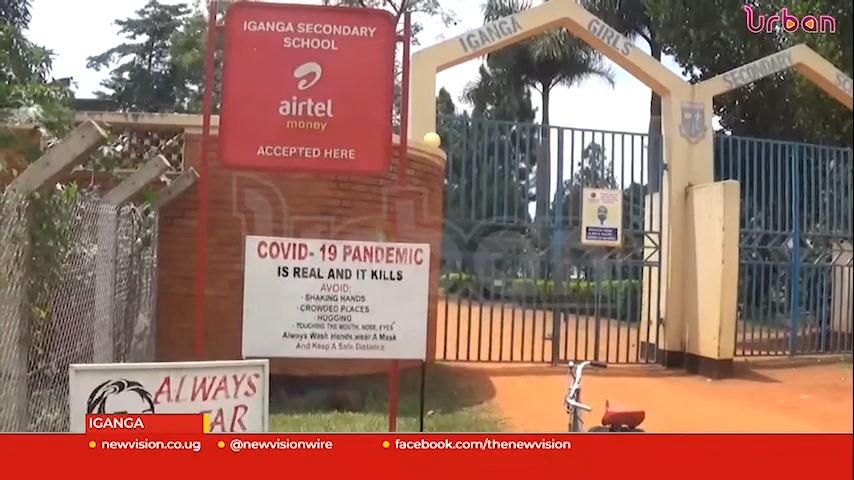 Urban
IGANGA SECONDARY
SCHOOL
airtel
money
ACCEPTED HERE
IGANGA GIRLS SECONDARY
COVID- 19 PANDEMIC
IS REAL AND IT KILLS
AVOID:
- SHAKING HANDS
- CROWDED PLACES
- HUGGING
- TOUCHING THE MOUTH, NOSE, EYES
Always Wash Hands, wear A Mask
And Keep A Safe Distance
ALWAYS
IGANGA
newvision.co.ug @newvisionwire facebook.com/thenewvision